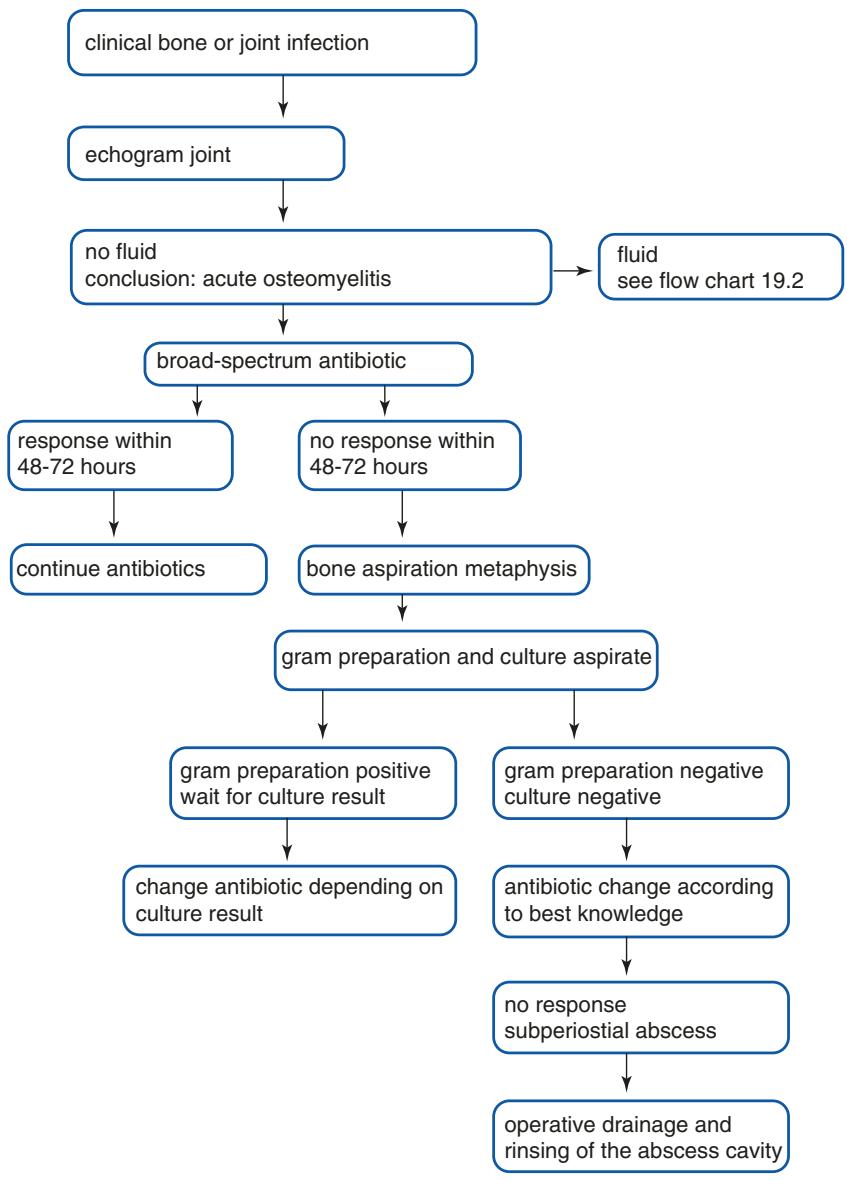 clinical bone or joint infection
echogram joint
no fluid
conclusion: acute osteomyelitis
fluid
see flow chart 19.2
broad-spectrum antibiotic
response within
48-72 hours
no response within
48-72 hours
continue antibiotics
bone aspiration metaphysis
gram preparation and culture aspirate
gram preparation positive
wait for culture result
gram preparation negative
culture negative
change antibiotic depending on
culture result
antibiotic change according
to best knowledge
no response
subperiostial abscess
operative drainage and
rinsing of the abscess cavity